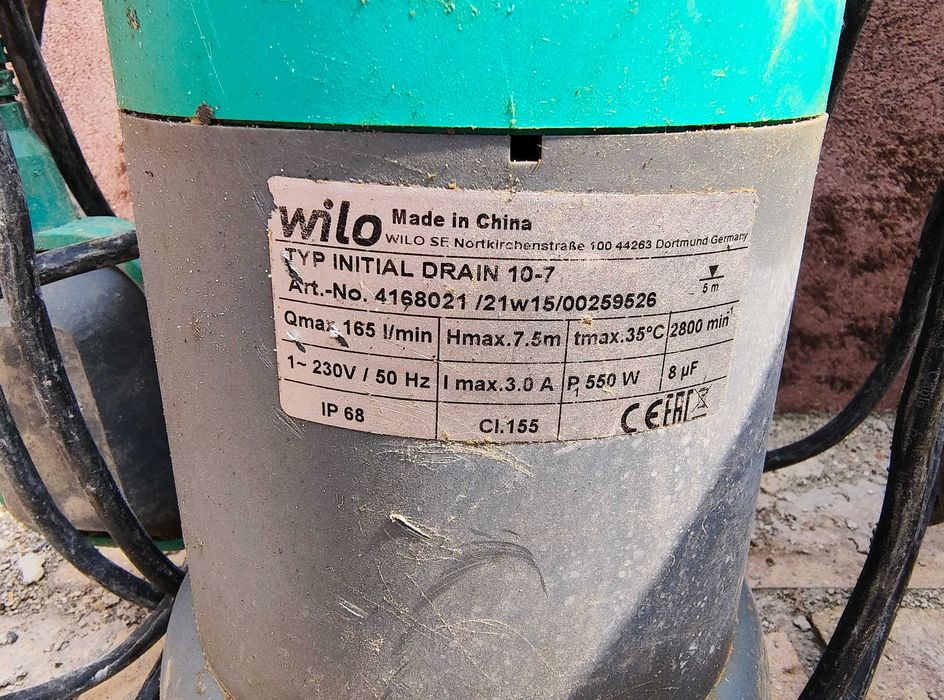 wilo Made in China
WILO SE Nortkirchenstraße 100 44263 Dortmund Germany
TYP INITIAL DRAIN 10-7
5 m
Art.-No. 4168021 /21w15/00259526
Qmax.165 l/min Hmax.7.5m tmax.35°C 2800 min⁻¹
1~ 230V / 50 Hz I max.3.0 A P₁ 550 W 8 µF
IP 68 Cl.155 CE EAC